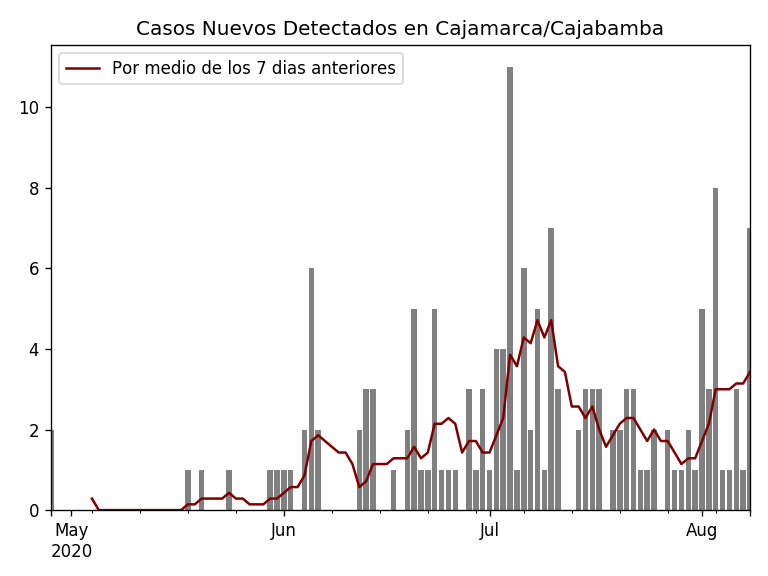 Casos Nuevos Detectados en Cajamarca/Cajabamba
Por medio de los 7 dias anteriores
10
8
6
4
2
0
May Jun Jul Aug
2020